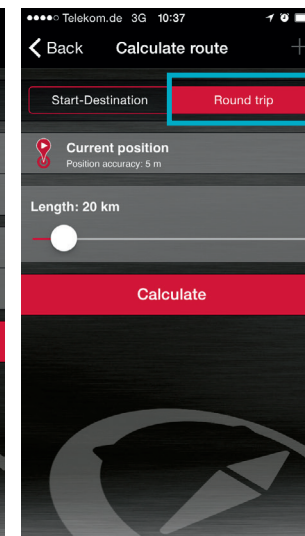 Telekom.de 3G 10:37
Back Calculate route
Start-Destination Round trip
Current position
Position accuracy: 5 m
Length: 20 km
Calculate